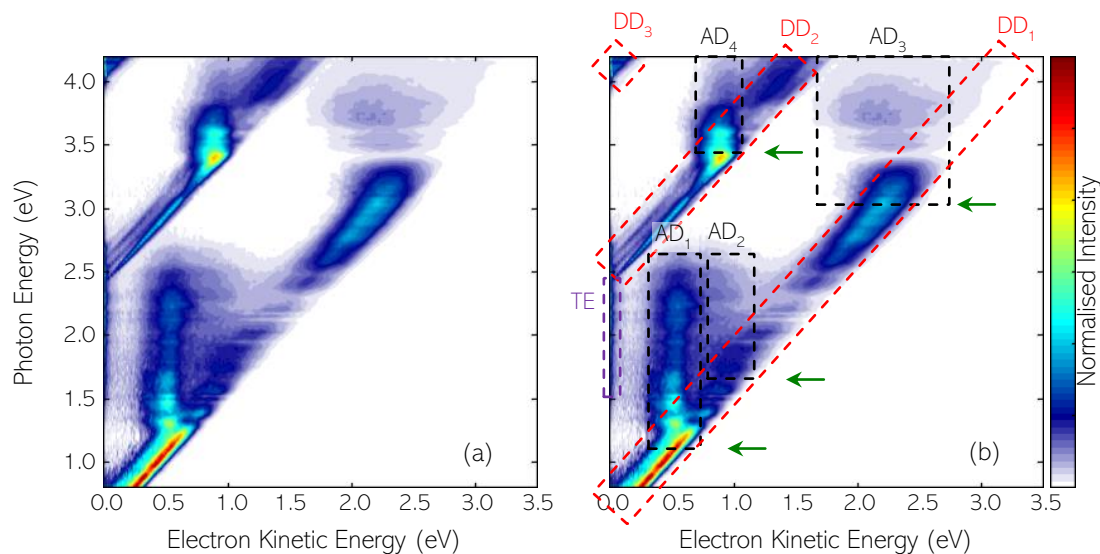 DD₃
AD₄
DD₂
AD₃
DD₁
4.0
3.5
3.0
2.5
2.0
1.5
1.0
Photon Energy (eV)
(a)
0.0 0.5 1.0 1.5 2.0 2.5 3.0 3.5
Electron Kinetic Energy (eV)
AD₁
AD₂
TE
(b)
0.0 0.5 1.0 1.5 2.0 2.5 3.0 3.5
Electron Kinetic Energy (eV)
Normalised Intensity